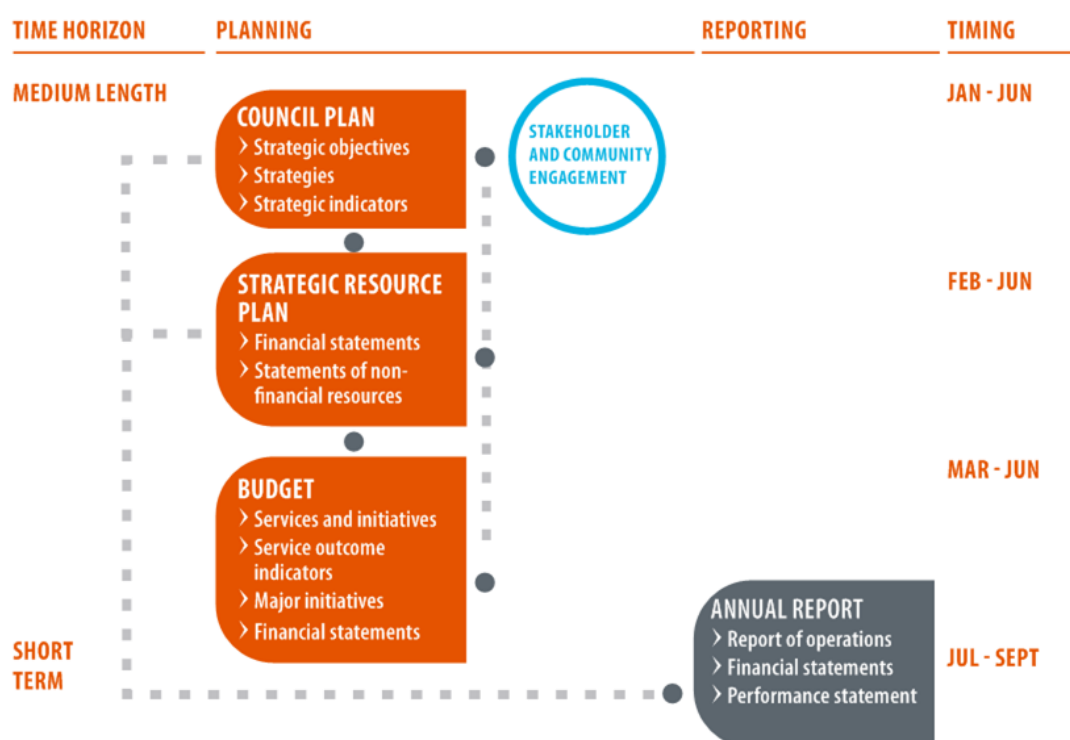 TIME HORIZON
PLANNING
REPORTING
TIMING
MEDIUM LENGTH
JAN - JUN
COUNCIL PLAN
› Strategic objectives
› Strategies
› Strategic indicators
STAKEHOLDER
AND COMMUNITY
ENGAGEMENT
STRATEGIC RESOURCE
PLAN
› Financial statements
› Statements of non-
financial resources
FEB - JUN
BUDGET
› Services and initiatives
› Service outcome
indicators
› Major initiatives
› Financial statements
MAR - JUN
SHORT
TERM
ANNUAL REPORT
› Report of operations
› Financial statements
› Performance statement
JUL - SEPT